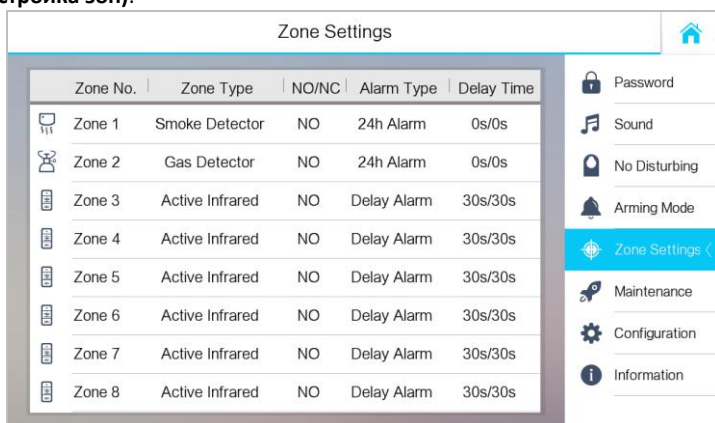 стройка зон).
Zone Settings
Zone No. Zone Type NO/NC Alarm Type Delay Time
Zone 1 Smoke Detector NO 24h Alarm 0s/0s
Zone 2 Gas Detector NO 24h Alarm 0s/0s
Zone 3 Active Infrared NO Delay Alarm 30s/30s
Zone 4 Active Infrared NO Delay Alarm 30s/30s
Zone 5 Active Infrared NO Delay Alarm 30s/30s
Zone 6 Active Infrared NO Delay Alarm 30s/30s
Zone 7 Active Infrared NO Delay Alarm 30s/30s
Zone 8 Active Infrared NO Delay Alarm 30s/30s
Password
Sound
No Disturbing
Arming Mode
Zone Settings
Maintenance
Configuration
Information